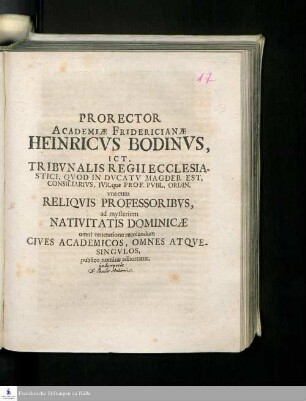 17
PRORECTOR
ACADEMIÆ FRIDERICIANÆ
HEINRICVS BODINVS,
ICT.
TRIBVNALIS REGII ECCLESIA-
STICI, QVOD IN DVCATV MAGDEB. EST,
CONSILIARIVS, IVR.que PROF. PVBL. ORDIN.
vna cum
RELIQVIS PROFESSORIBVS,
ad mysterium
NATIVITATIS DOMINICÆ
omni veneratione recolendum
CIVES ACADEMICOS, OMNES ATQVE
SINGVLOS,
publico nomine adhortatur.
interprete
Franckesche Stiftungen zu Halle